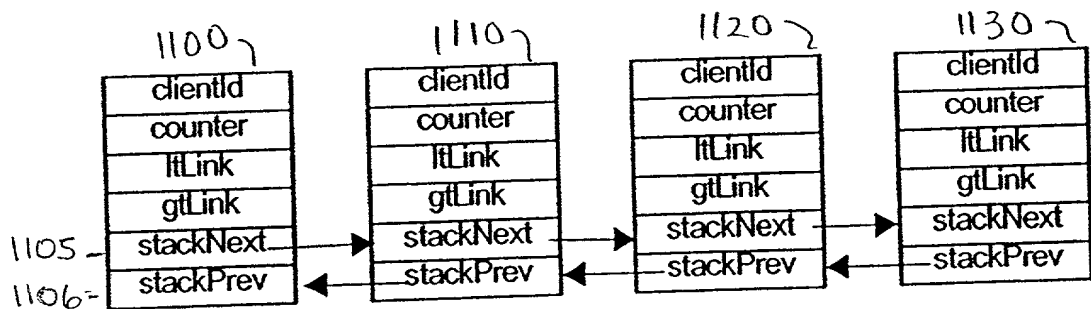 1100 1110 1120 1130
clientId clientId clientId clientId
counter counter counter counter
ltLink ltLink ltLink ltLink
gtLink gtLink gtLink gtLink
1105 stackNext stackNext stackNext stackNext
1106 stackPrev stackPrev stackPrev stackPrev